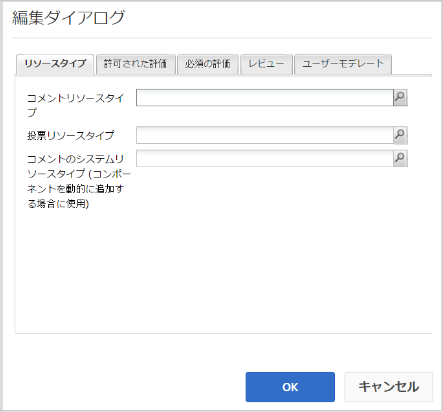 編集ダイアログ
リソースタイプ 許可された評価 必須の評価 レビュー ユーザーモデレート
コメントリソースタイ
プ
投票リソースタイプ
コメントのシステムリ
ソースタイプ (コンポー
ネントを動的に追加す
る場合に使用)
OK キャンセル